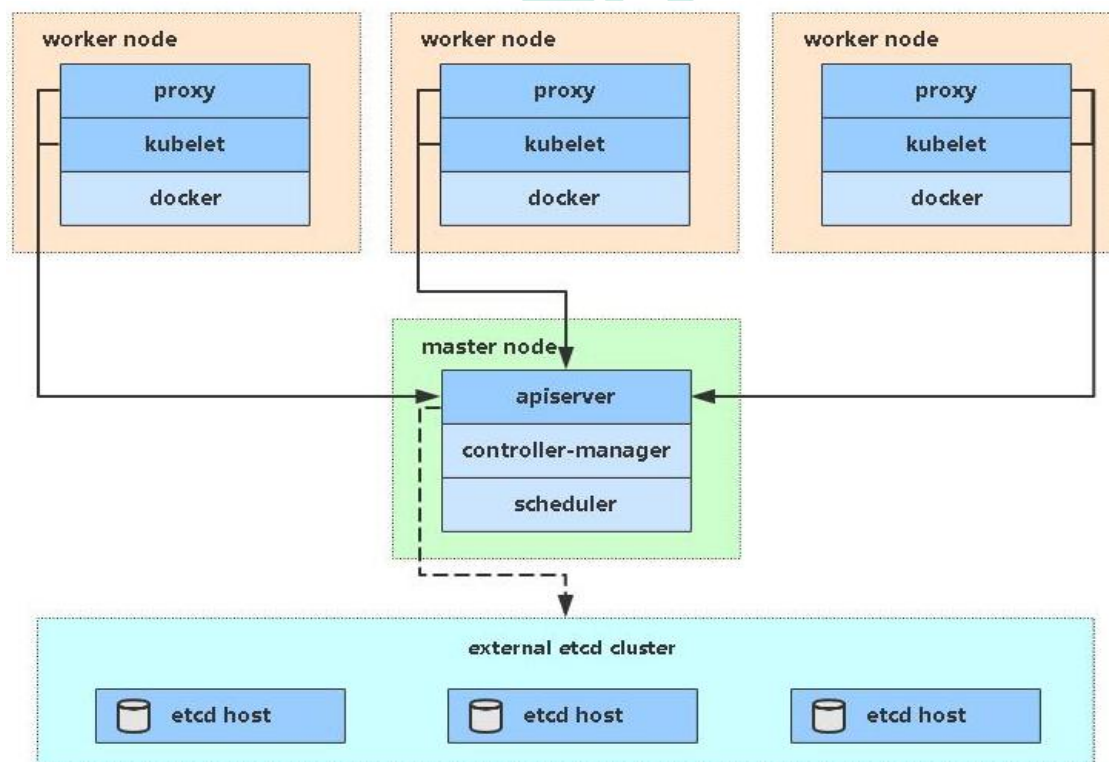 worker node
proxy
kubelet
docker
worker node
proxy
kubelet
docker
worker node
proxy
kubelet
docker
master node
apiserver
controller-manager
scheduler
external etcd cluster
etcd host
etcd host
etcd host